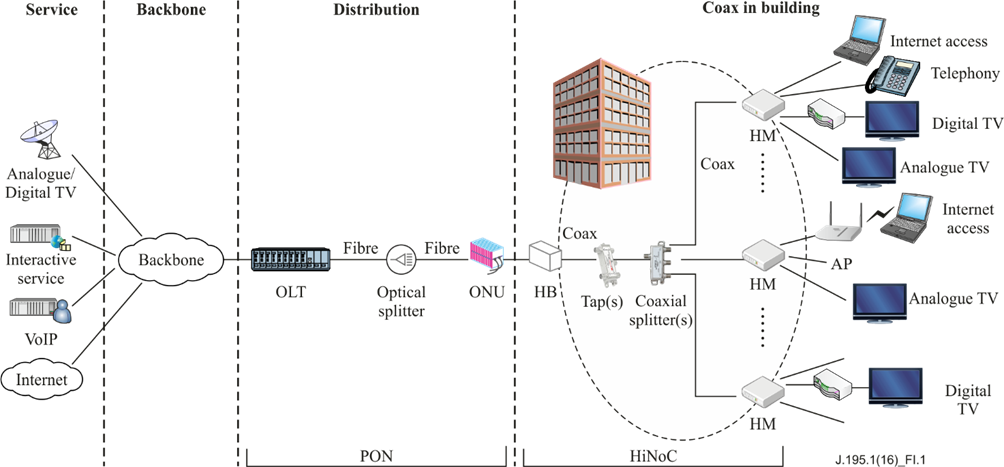 Service
Backbone
Distribution
Coax in building
Analogue/
Digital TV
Interactive
service
VoIP
Internet
Backbone
OLT
Fibre
Optical
splitter
Fibre
ONU
HB
Coax
Tap(s)
Coaxial
splitter(s)
Coax
HM
Internet access
Telephony
Digital TV
Analogue TV
HM
Internet
access
AP
Analogue TV
HM
Digital
TV
PON
HiNoC
J.195.1(16)_FI.1